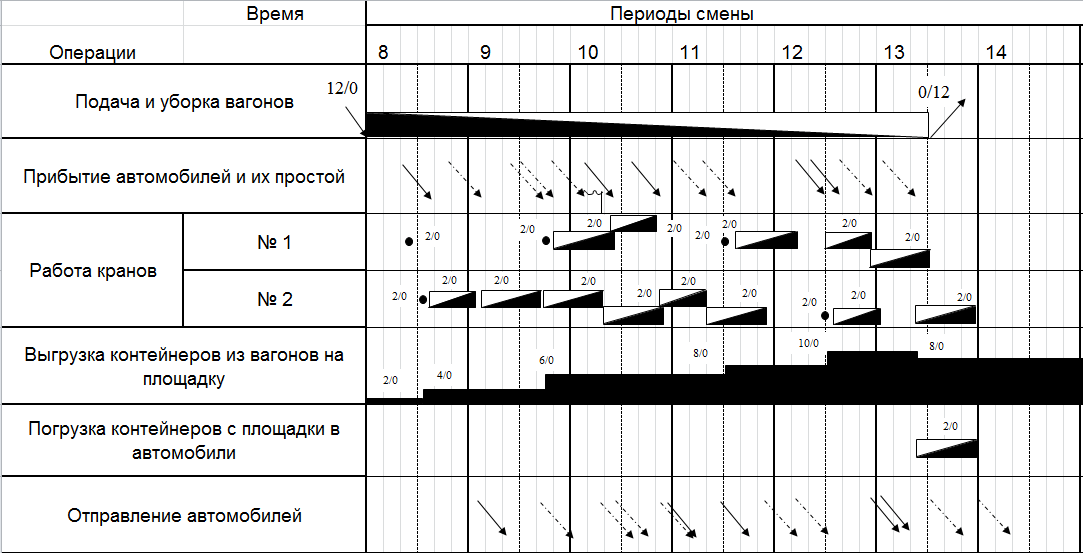 Время
Периоды смены
Операции
8 9 10 11 12 13 14
Подача и уборка вагонов
12/0
0/12
Прибытие автомобилей и их простой
Работа кранов
№ 1
2/0 2/0 2/0 2/0 2/0 2/0 2/0 2/0 2/0
№ 2
2/0 2/0 2/0 2/0 2/0 2/0 2/0 2/0 2/0 2/0
Выгрузка контейнеров из вагонов на
площадку
2/0 4/0 6/0 8/0 10/0 8/0
Погрузка контейнеров с площадки в
автомобили
2/0
Отправление автомобилей